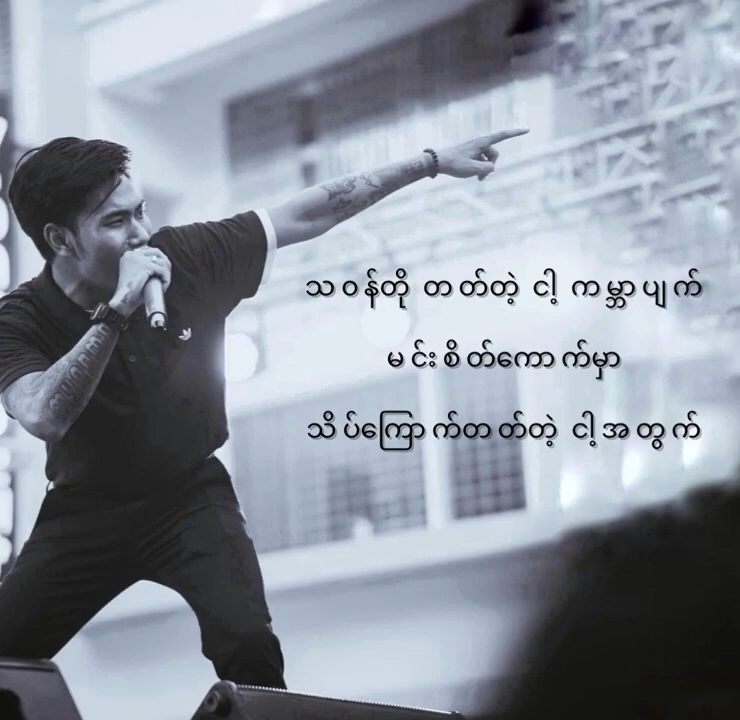 သဝန်တို တတ်တဲ့ ငါ့ ကမ္ဘာပျက်
မင်းစိတ်ကောက်မှာ
သိပ်ကြောက်တတ်တဲ့ ငါ့အတွက်